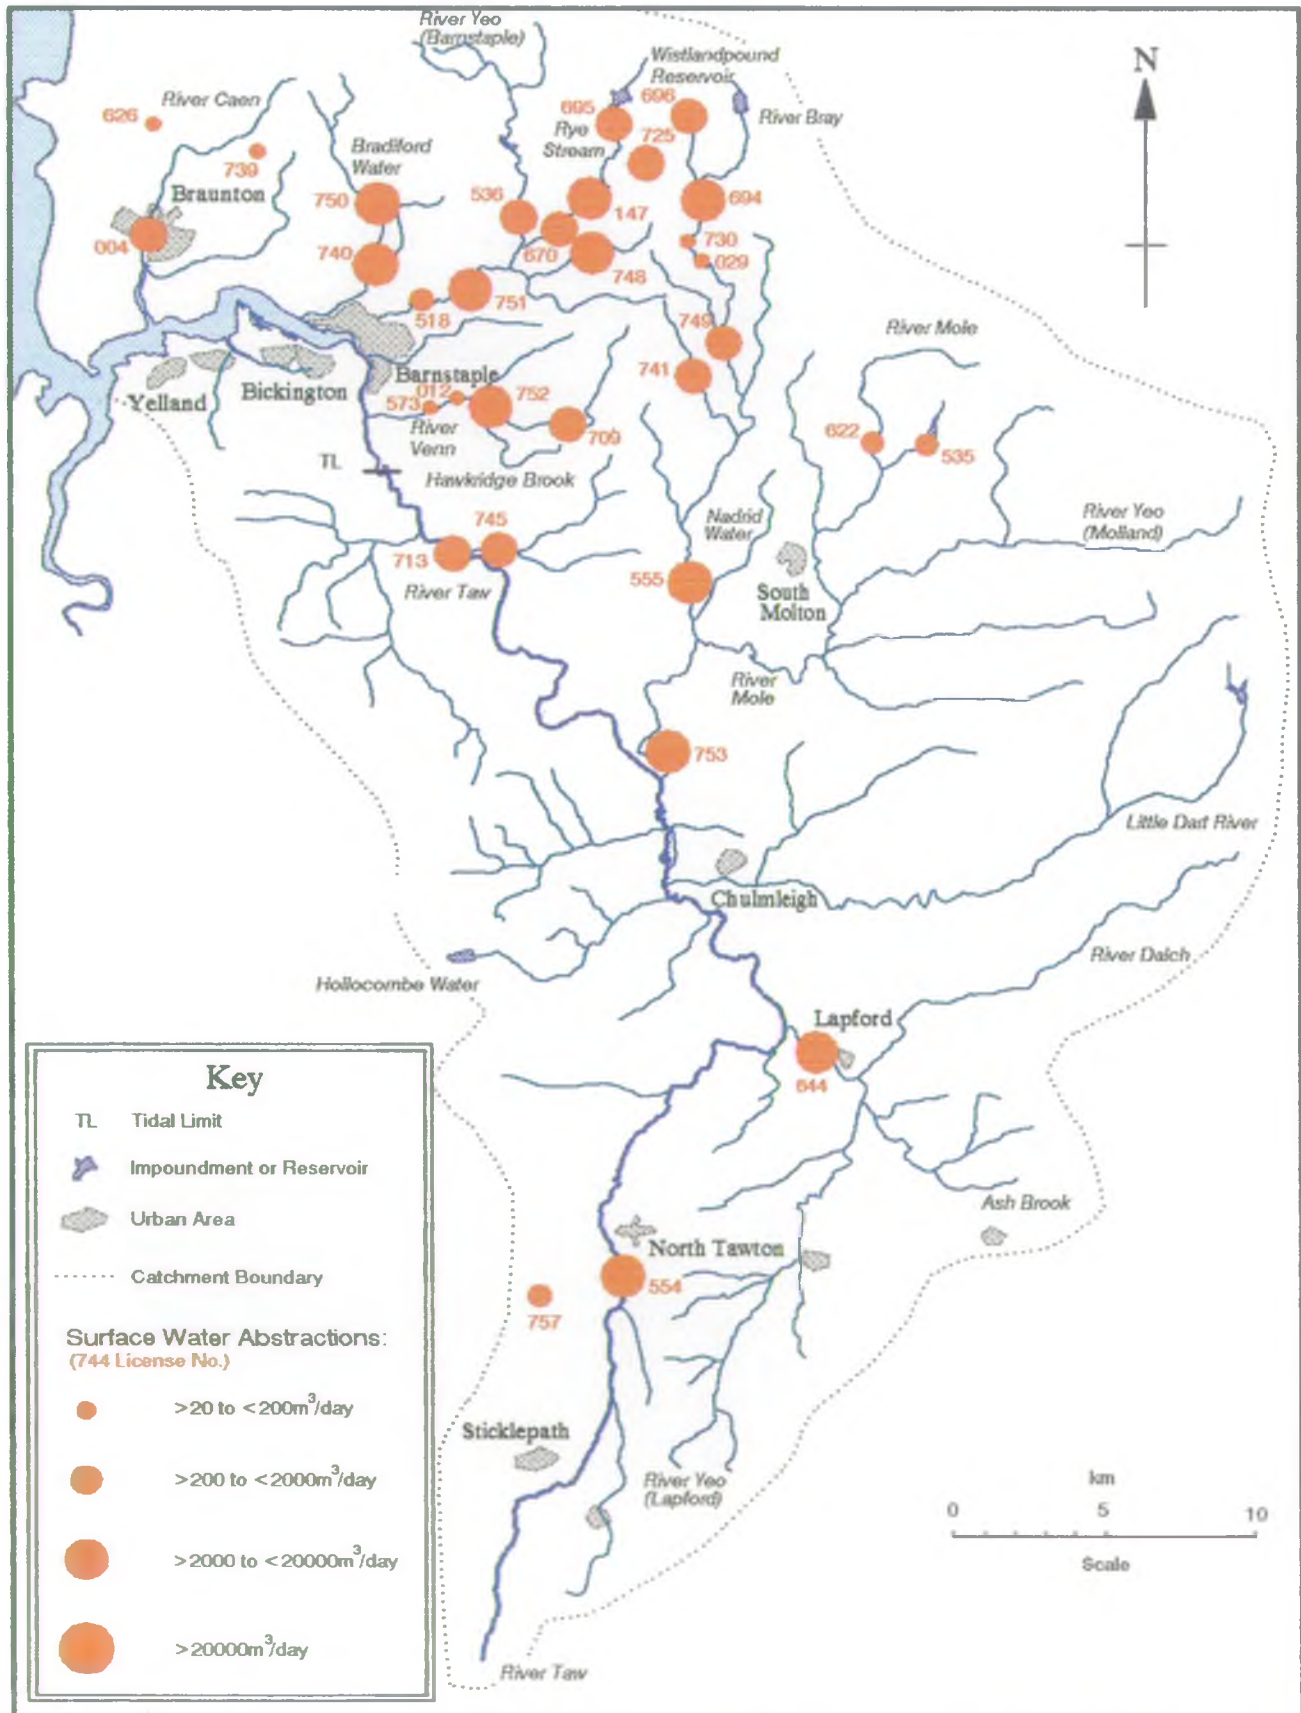 River Yeo
(Barnstaple)
Wistlandpound
Reservoir
River Caen
626
695
696
River Bray
Rye
Stream
725
739
Bradiford
Water
Braunton
750
536
147
694
004
730
740
670
029
748
751
518
749
River Mole
741
Barnstaple
Bickington
Yelland
012
573
752
River
Venn
709
622
535
TL
Hawkridge Brook
745
Nadrid
Water
River Yeo
(Molland)
713
River Taw
555
South
Molton
River
Mole
753
Little Dart River
Chulmleigh
River Dalch
Hollocombe Water
Lapford
644
Ash Brook
North Tawton
554
757
Sticklepath
River Yeo
(Lapford)
River Taw
N
Key
TL Tidal Limit
Impoundment or Reservoir
Urban Area
Catchment Boundary
Surface Water Abstractions:
(744 License No.)
>20 to <200m³/day
>200 to <2000m³/day
>2000 to <20000m³/day
>20000m³/day
km
0 5 10
Scale